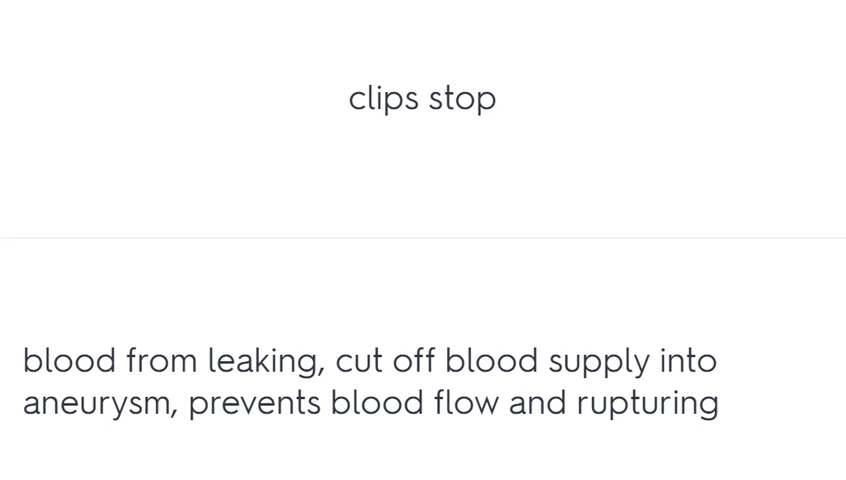 clips stop
blood from leaking, cut off blood supply into
aneurysm, prevents blood flow and rupturing